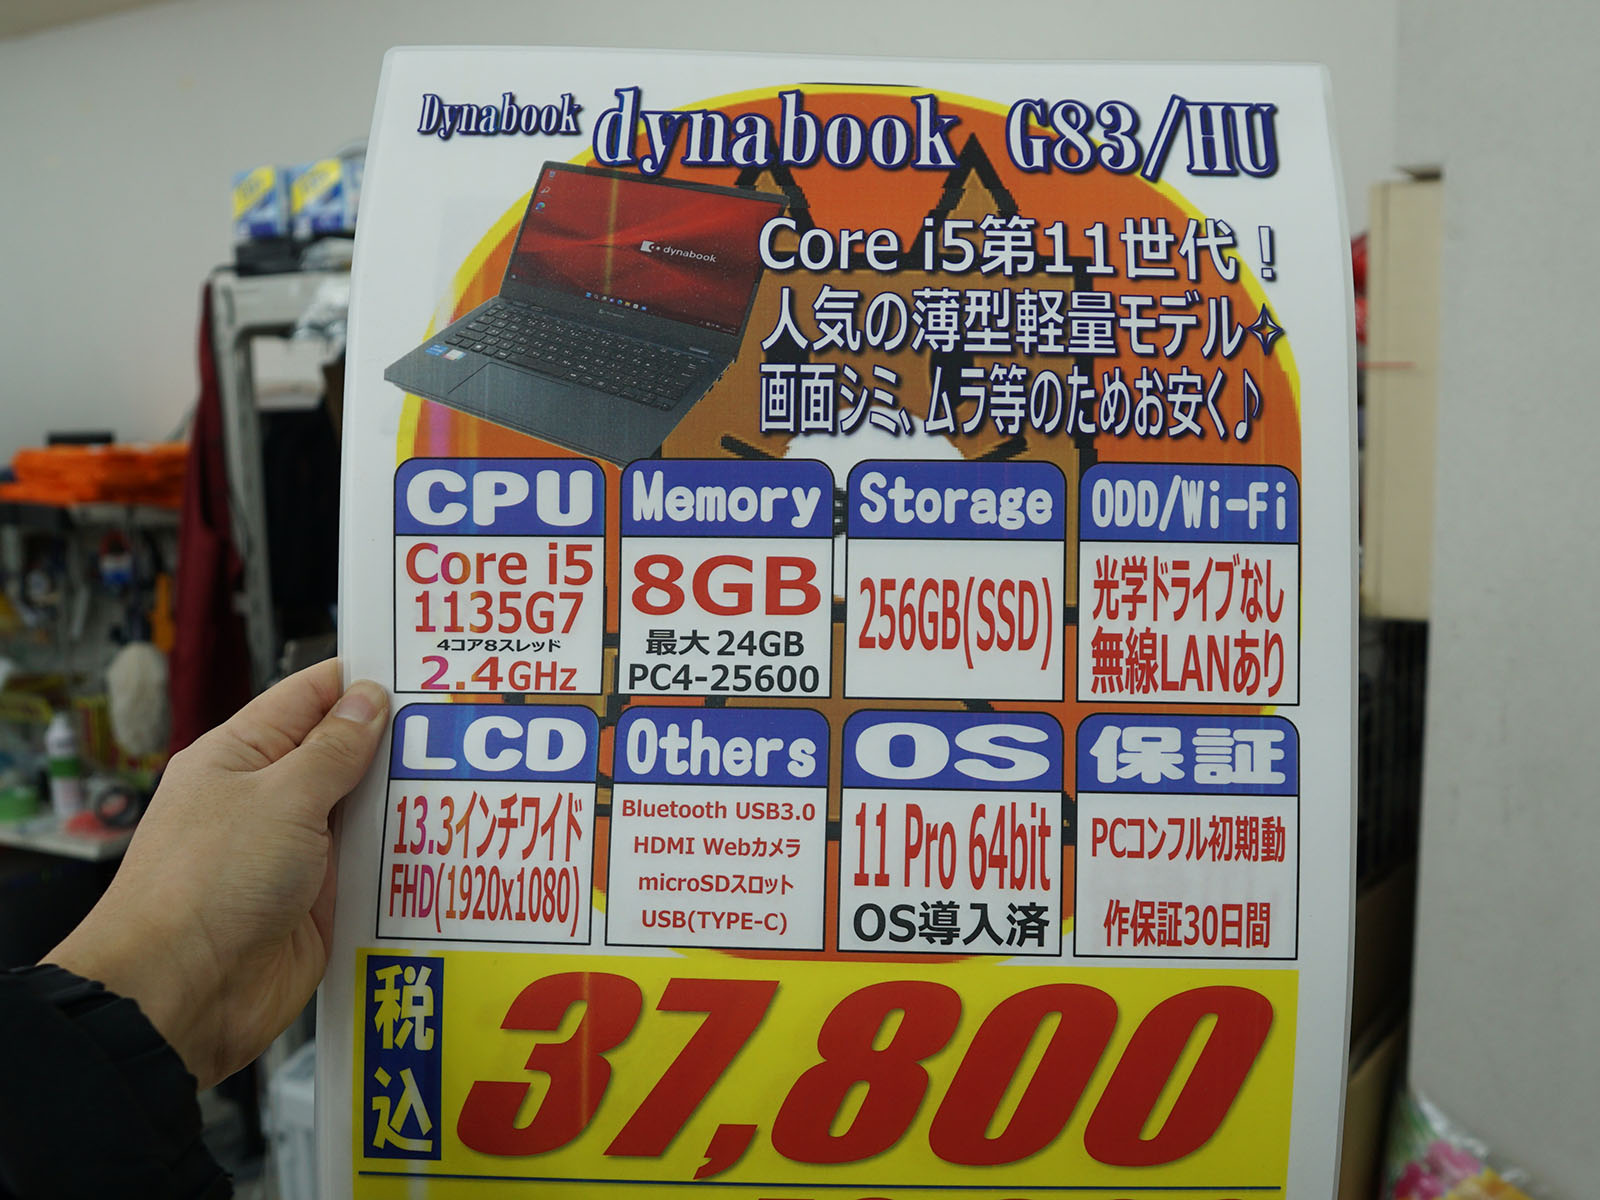 Dynabook dynabook G83/HU
dynabook
Core i5第11世代！
人気の薄型軽量モデル✧
画面シミ、ムラ等のためお安く♪
CPU
Core i5
1135G7
4コア8スレッド
2.4GHz
Memory
8GB
最大24GB
PC4-25600
Storage
256GB(SSD)
ODD/Wi-Fi
光学ドライブなし
無線LANあり
LCD
13.3インチワイド
FHD(1920x1080)
Others
Bluetooth USB3.0
HDMI Webカメラ
microSDスロット
USB(TYPE-C)
OS
11 Pro 64bit
OS導入済
保証
PCコンフル初期動
作保証30日間
税込
37,800